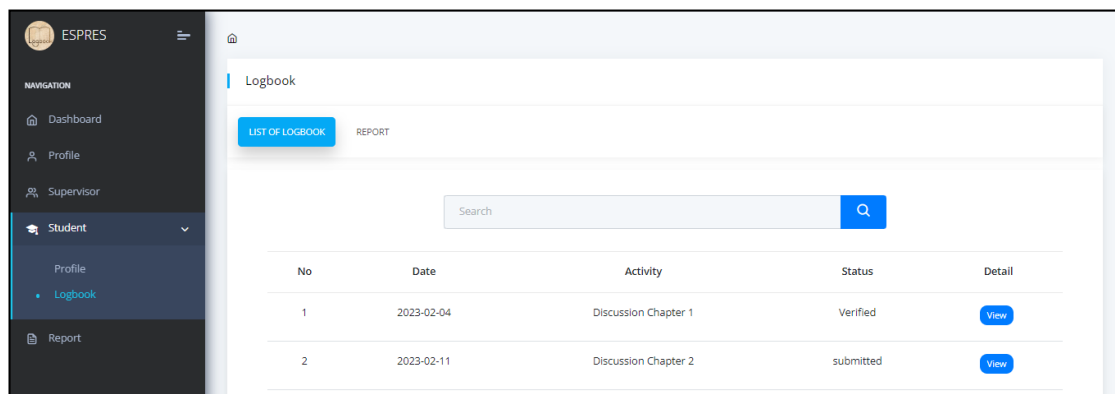 ESPRES
NAVIGATION
Dashboard
Profile
Supervisor
Student
Profile
Logbook
Report
Logbook
LIST OF LOGBOOK REPORT
Search
No Date Activity Status Detail
1 2023-02-04 Discussion Chapter 1 Verified View
2 2023-02-11 Discussion Chapter 2 submitted View